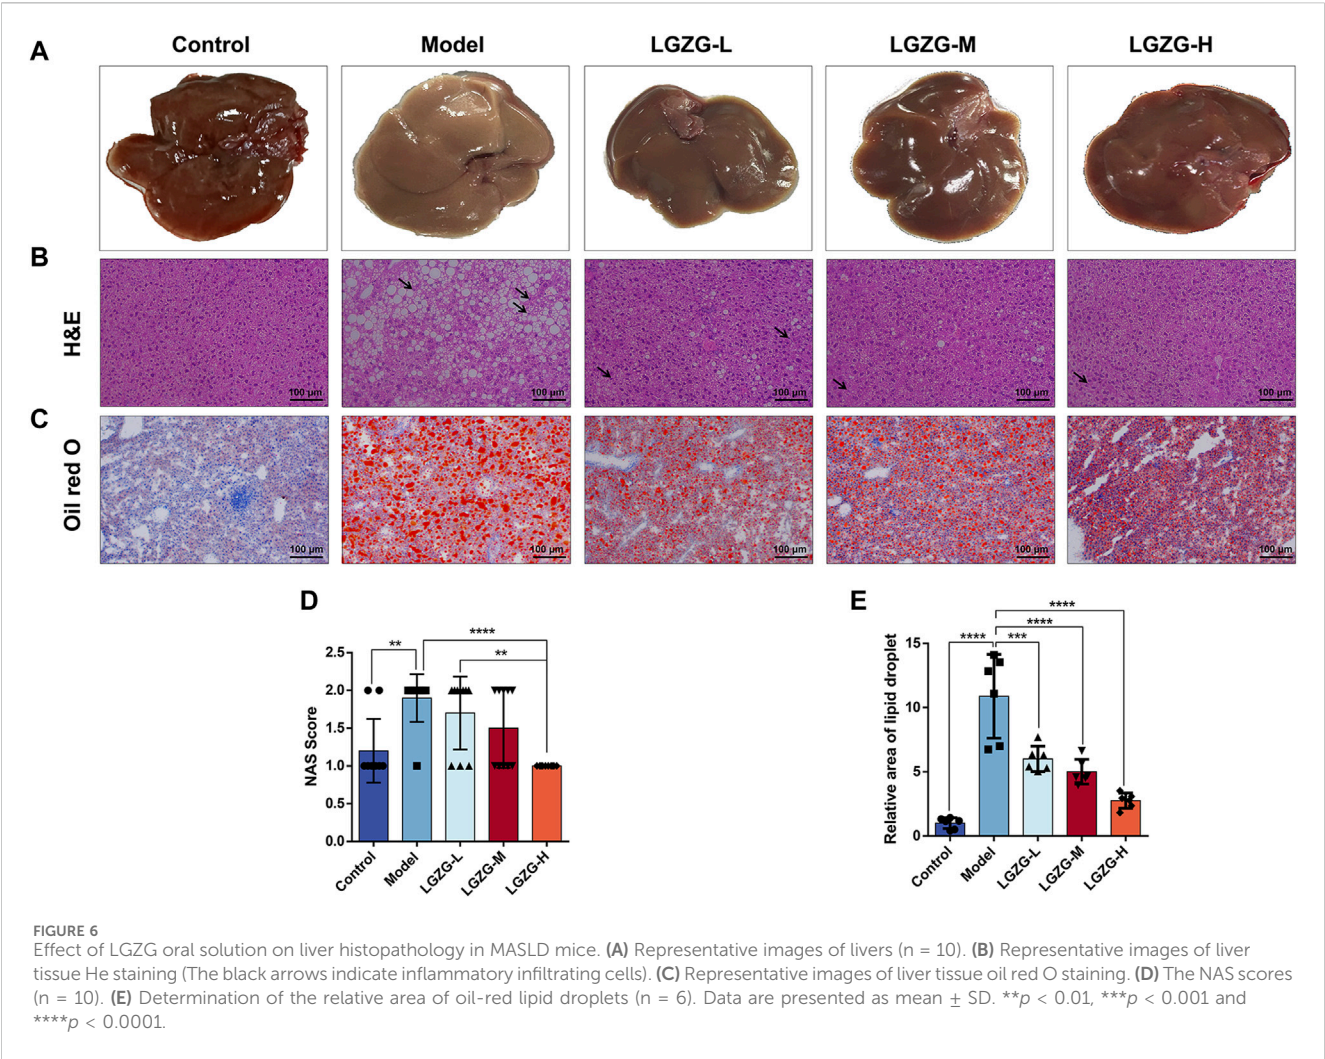 A
Control
Model
LGZG-L
LGZG-M
LGZG-H
B
H&E
100 µm
100 µm
100 µm
100 µm
100 µm
C
Oil red O
100 µm
100 µm
100 µm
100 µm
100 µm
D
NAS Score
2.5
2.0
1.5
1.0
0.5
0.0
**
****
**
Control
Model
LGZG-L
LGZG-M
LGZG-H
E
Relative area of lipid droplet
15
10
5
0
****
***
****
****
Control
Model
LGZG-L
LGZG-M
LGZG-H
FIGURE 6
Effect of LGZG oral solution on liver histopathology in MASLD mice. (A) Representative images of livers (n = 10). (B) Representative images of liver
tissue He staining (The black arrows indicate inflammatory infiltrating cells). (C) Representative images of liver tissue oil red O staining. (D) The NAS scores
(n = 10). (E) Determination of the relative area of oil-red lipid droplets (n = 6). Data are presented as mean ± SD. **p < 0.01, ***p < 0.001 and
****p < 0.0001.